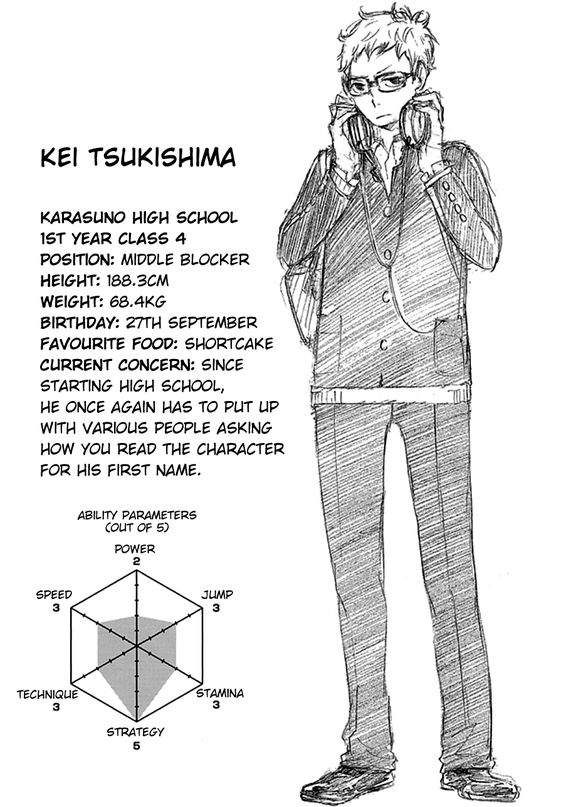 KEI TSUKISHIMA
KARASUNO HIGH SCHOOL
1ST YEAR CLASS 4
POSITION: MIDDLE BLOCKER
HEIGHT: 188.3CM
WEIGHT: 68.4KG
BIRTHDAY: 27TH SEPTEMBER
FAVOURITE FOOD: SHORTCAKE
CURRENT CONCERN: SINCE
STARTING HIGH SCHOOL,
HE ONCE AGAIN HAS TO PUT UP
WITH VARIOUS PEOPLE ASKING
HOW YOU READ THE CHARACTER
FOR HIS FIRST NAME.
ABILITY PARAMETERS
(OUT OF 5)
POWER
2
SPEED
3
JUMP
3
TECHNIQUE
3
STAMINA
3
STRATEGY
5